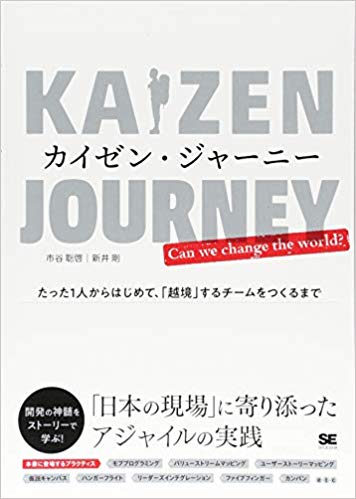 KAIZEN
カイゼン・ジャーニー
JOURNEY
Can we change the world?
市谷 聡啓 | 新井 剛
たった1人からはじめて、「越境」するチームをつくるまで
開発の神髄を
ストーリーで
学ぶ!
「日本の現場」に寄り添った
アジャイルの実践
SE
SHOEISHA
本書に登場するプラクティス
モブプログラミング
バリューストリームマッピング
ユーザーストーリーマッピング
仮説キャンバス
ハンガーフライト
リーダーズインテグレーション
ファイブフィンガー
カンバン
etc